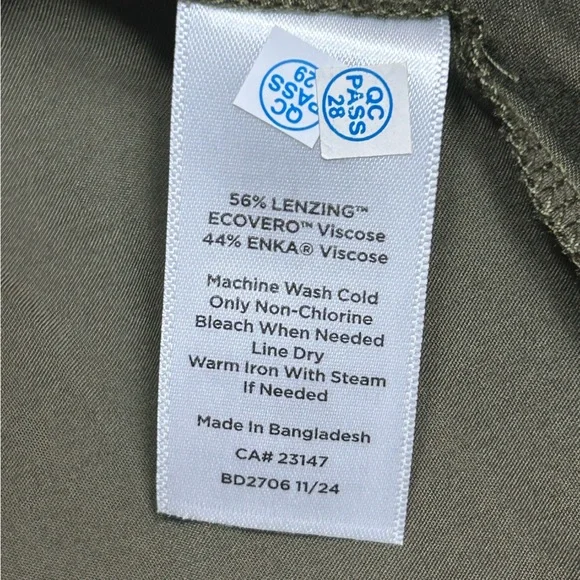 QC
PASS
29
QC
PASS
28
56% LENZING™
ECOVERO™ Viscose
44% ENKA® Viscose
Machine Wash Cold
Only Non-Chlorine
Bleach When Needed
Line Dry
Warm Iron With Steam
If Needed
Made In Bangladesh
CA# 23147
BD2706 11/24